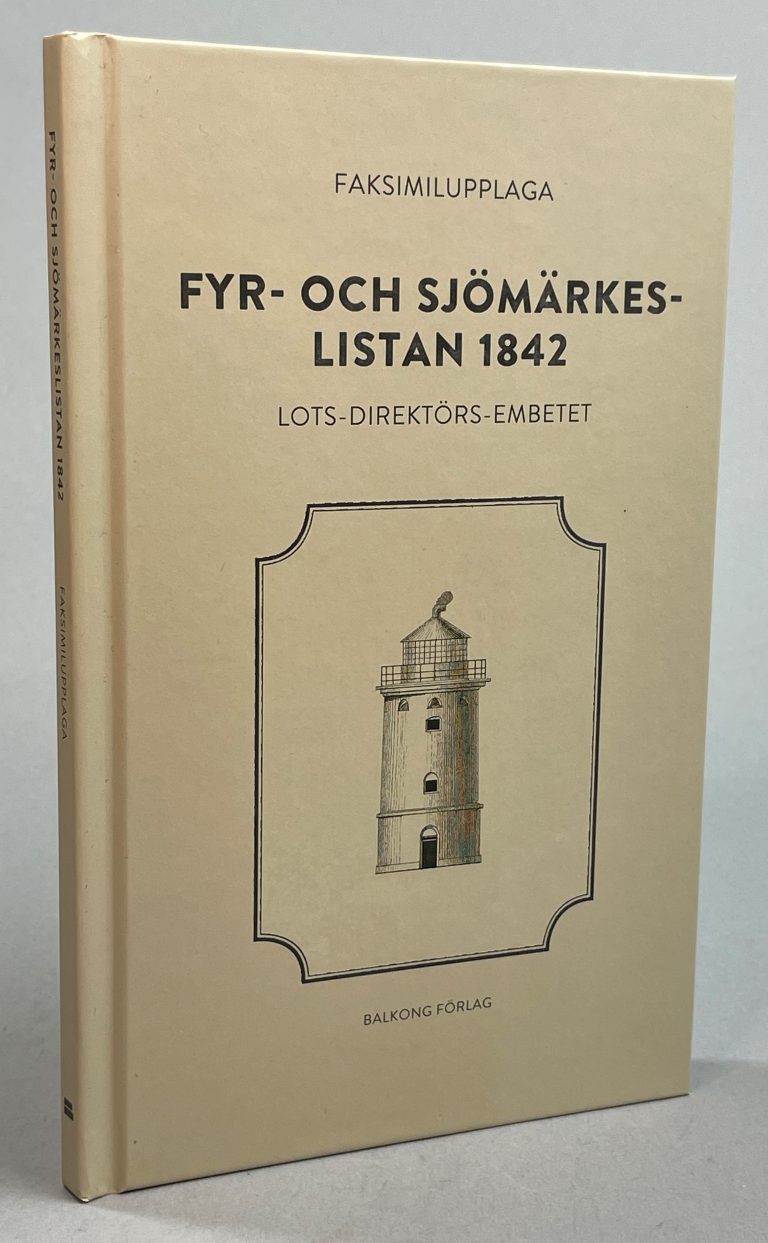 FYR- OCH SJÖMÄRKESLISTAN 1842 FAKSIMILUPPLAGA
FAKSIMILUPPLAGA
FYR- OCH SJÖMÄRKES-
LISTAN 1842
LOTS-DIREKTÖRS-EMBETET
BALKONG FÖRLAG